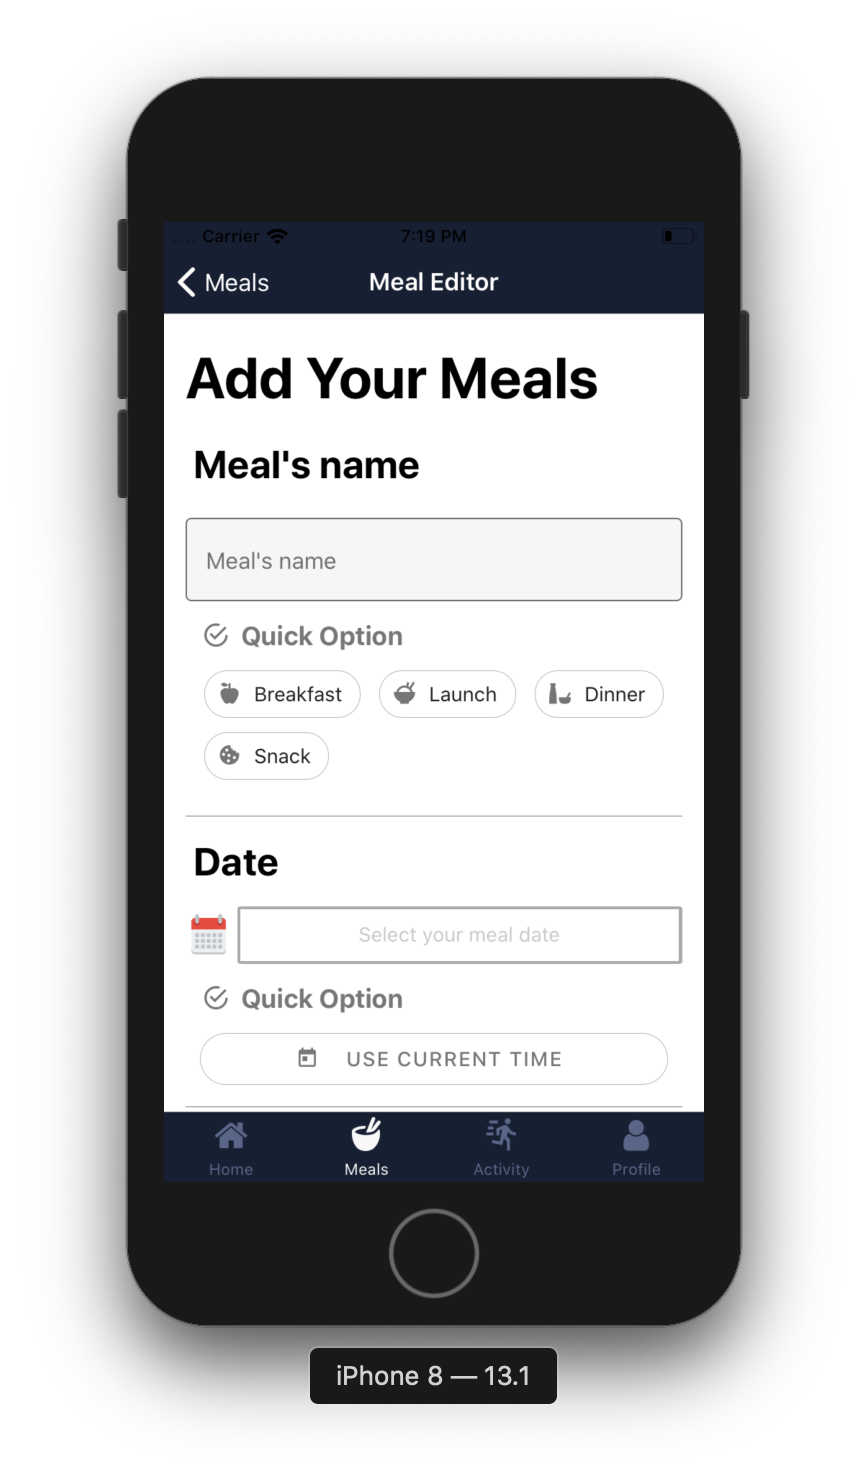 Carrier 7:19 PM
Meals Meal Editor
Add Your Meals
Meal's name
Meal's name
Quick Option
Breakfast Launch Dinner
Snack
Date
Select your meal date
Quick Option
USE CURRENT TIME
Home Meals Activity Profile
iPhone 8 — 13.1